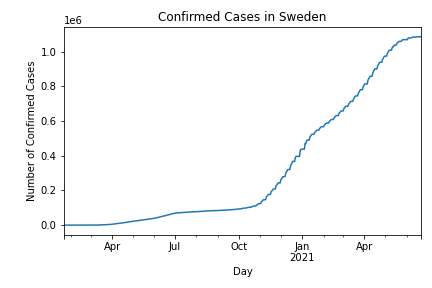 Confirmed Cases in Sweden
1e6
1.0
0.8
0.6
0.4
0.2
0.0
Number of Confirmed Cases
Apr Jul Oct Jan Apr
2021
Day